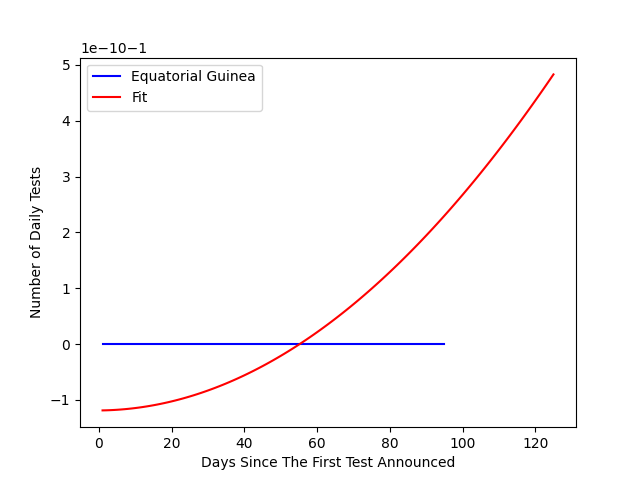 1e−10−1
5
4
3
2
1
0
−1
Number of Daily Tests
Equatorial Guinea
Fit
0 20 40 60 80 100 120
Days Since The First Test Announced